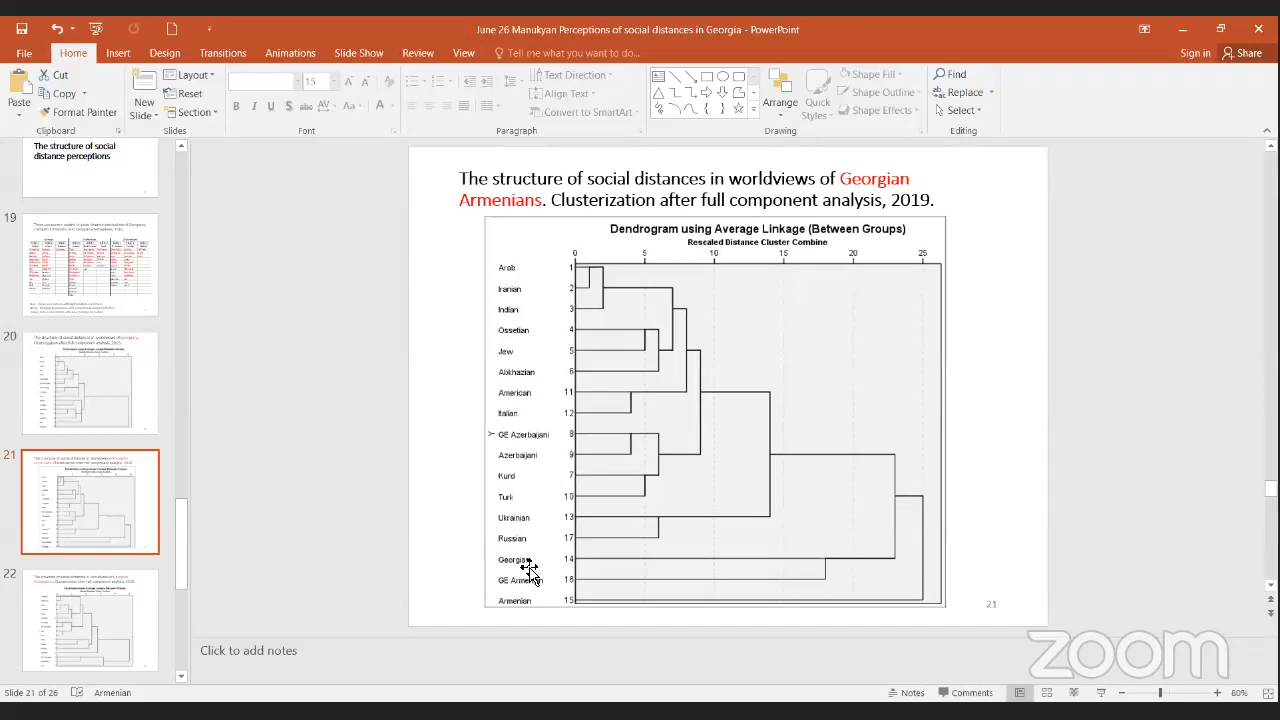 June 26 Manukyan Perceptions of social distances in Georgia - PowerPoint
File Home Insert Design Transitions Animations Slide Show Review View Tell me what you want to do... Sign in Share
Paste Cut Copy Format Painter Clipboard
New Slide Layout Reset Section Slides
15 Font
Text Direction Align Text Convert to SmartArt Paragraph
Arrange Quick Styles Shape Fill Shape Outline Shape Effects Drawing
Find Replace Select Editing
The structure of social
distance perceptions
19
20
21
22
The structure of social distances in worldviews of Georgian
Armenians. Clusterization after full component analysis, 2019.
Dendrogram using Average Linkage (Between Groups)
Rescaled Distance Cluster Combine
0 5 10 15 20 25
Arab 1
Iranian 2
Indian 3
Ossetian 4
Jew 5
Abkhazian 6
American 11
Italian 12
GE Azerbaijani 8
Azerbaijani 9
Kurd 7
Turk 10
Ukrainian 13
Russian 17
Georgian 14
GE 16
Armenian 15
21
Click to add notes
zoom
Slide 21 of 26 Armenian Notes Comments 80%